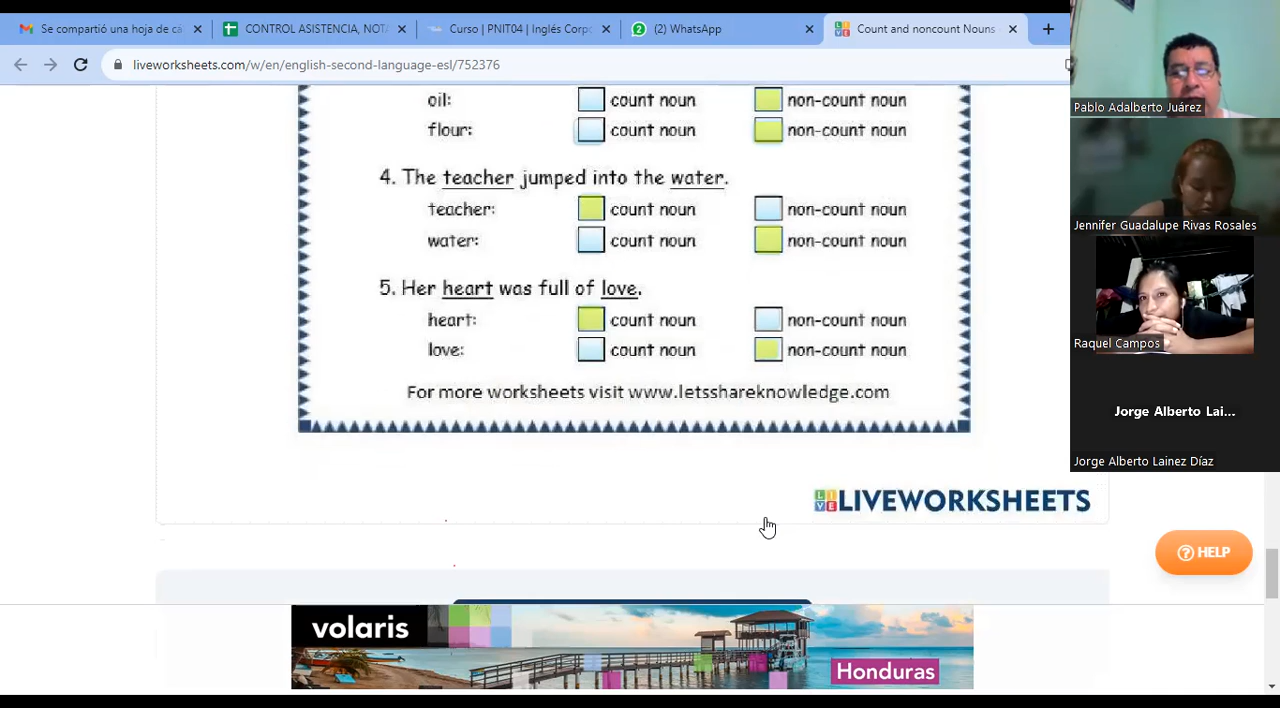 Se compartió una hoja de cá
CONTROL ASISTENCIA, NOTA
Curso | PNIT04 | Inglés Corpo
(2) WhatsApp
Count and noncount Nouns
liveworksheets.com/w/en/english-second-language-esl/752376
oil: count noun non-count noun
flour: count noun non-count noun
4. The teacher jumped into the water.
teacher: count noun non-count noun
water: count noun non-count noun
5. Her heart was full of love.
heart: count noun non-count noun
love: count noun non-count noun
For more worksheets visit www.letsshareknowledge.com
LIVE LIVEWORKSHEETS
HELP
volaris
Honduras
Pablo Adalberto Juárez
Jennifer Guadalupe Rivas Rosales
Raquel Campos
Jorge Alberto Lai...
Jorge Alberto Lainez Díaz